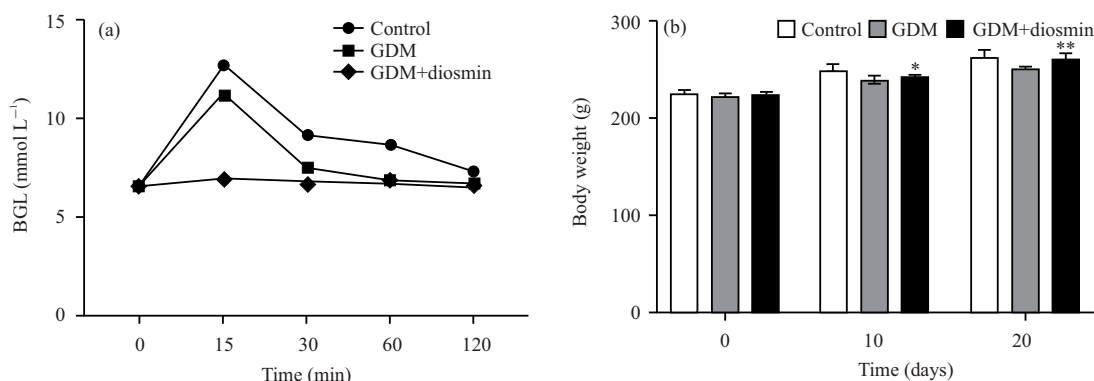 (a)
Control
GDM
GDM+diosmin
15
10
5
0
BGL (mmol L⁻¹)
0 15 30 60 120
Time (min)
(b)
Control GDM GDM+diosmin
300
200
100
0
Body weight (g)
*
**
0 10 20
Time (days)